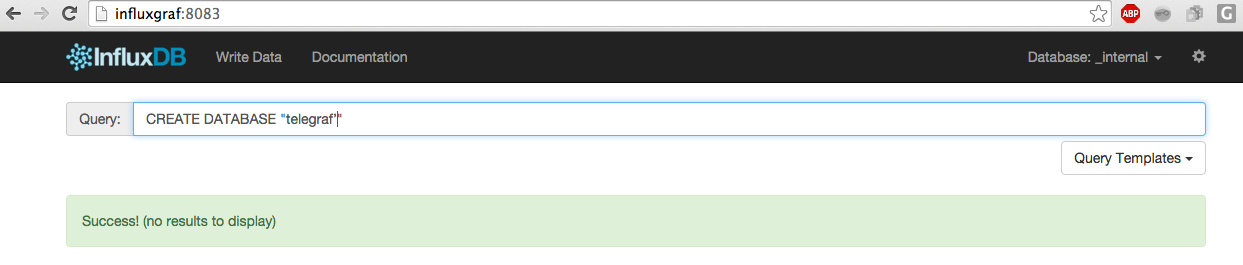 influxgraf:8083
ABP
G
InfluxDB Write Data Documentation Database: _internal
Query: CREATE DATABASE "telegraf'"
Query Templates
Success! (no results to display)